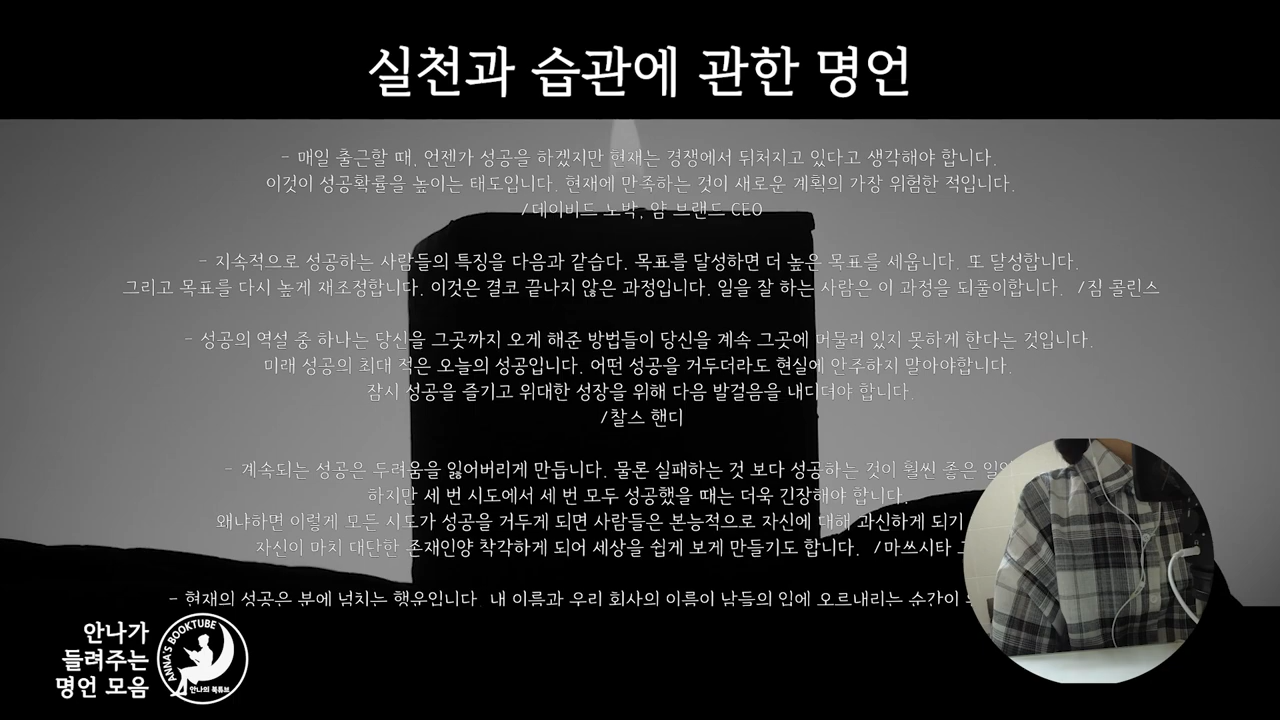 실천과 습관에 관한 명언
- 매일 출근할 때, 언젠가 성공을 하겠지만 현재는 경쟁에서 뒤처지고 있다고 생각해야 합니다.
이것이 성공확률을 높이는 태도입니다. 현재에 만족하는 것이 새로운 계획의 가장 위험한 적입니다.
/데이비드 노박, 얌 브랜드 CEO
- 지속적으로 성공하는 사람들의 특징을 다음과 같습다. 목표를 달성하면 더 높은 목표를 세웁니다. 또 달성합니다.
그리고 목표를 다시 높게 재조정합니다. 이것은 결코 끝나지 않은 과정입니다. 일을 잘 하는 사람은 이 과정을 되풀이합니다. /짐 콜린스
- 성공의 역설 중 하나는 당신을 그곳까지 오게 해준 방법들이 당신을 계속 그곳에 머물러 있지 못하게 한다는 것입니다.
미래 성공의 최대 적은 오늘의 성공입니다. 어떤 성공을 거두더라도 현실에 안주하지 말아야합니다.
잠시 성공을 즐기고 위대한 성장을 위해 다음 발걸음을 내디뎌야 합니다.
/찰스 핸디
- 계속되는 성공은 두려움을 잃어버리게 만듭니다. 물론 실패하는 것 보다 성공하는 것이 훨씬 좋은
하지만 세 번 시도에서 세 번 모두 성공했을 때는 더욱 긴장해야 합니다.
왜냐하면 이렇게 모든 시도가 성공을 거두게 되면 사람들은 본능적으로 자신에 대해 과신하게 되기
자신이 마치 대단한 존재인양 착각하게 되어 세상을 쉽게 보게 만들기도 합니다. /마쓰시타
- 현재의 성공은 분에 넘치는 행운입니다. 내 이름과 우리 회사의 이름이 남들의 입에 오르내리는 순간이
안나가
들려주는
명언 모음
ANNA'S BOOKTUBE
안나의 북튜브